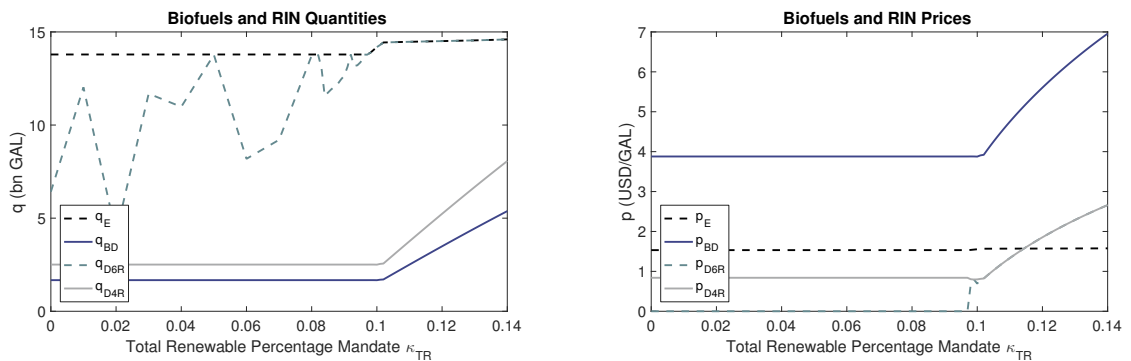 Biofuels and RIN Quantities
15
10
5
0
q (bn GAL)
q_E
q_BD
q_D6R
q_D4R
0 0.02 0.04 0.06 0.08 0.1 0.12 0.14
Total Renewable Percentage Mandate κ_TR
Biofuels and RIN Prices
7
6
5
4
3
2
1
0
p (USD/GAL)
p_E
p_BD
p_D6R
p_D4R
0 0.02 0.04 0.06 0.08 0.1 0.12 0.14
Total Renewable Percentage Mandate κ_TR